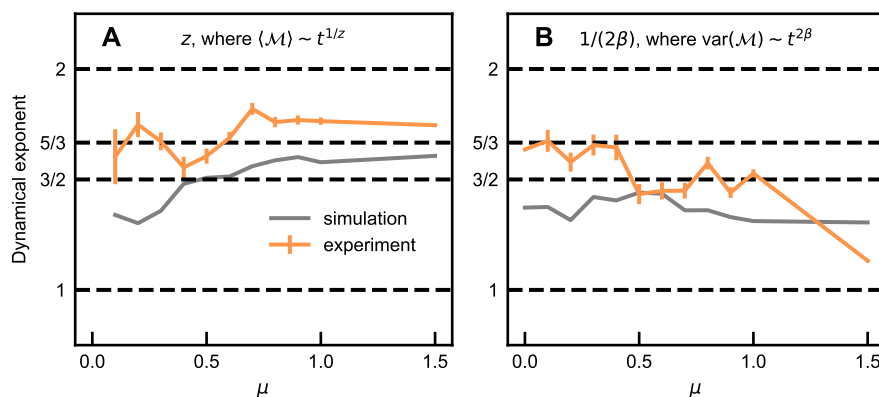 A
z, where ⟨ℳ⟩ ~ t^{1/z}
B
1/(2β), where var(ℳ) ~ t^{2β}
Dynamical exponent
2
5/3
3/2
1
simulation
experiment
0.0
0.5
1.0
1.5
μ
2
5/3
3/2
1
0.0
0.5
1.0
1.5
μ